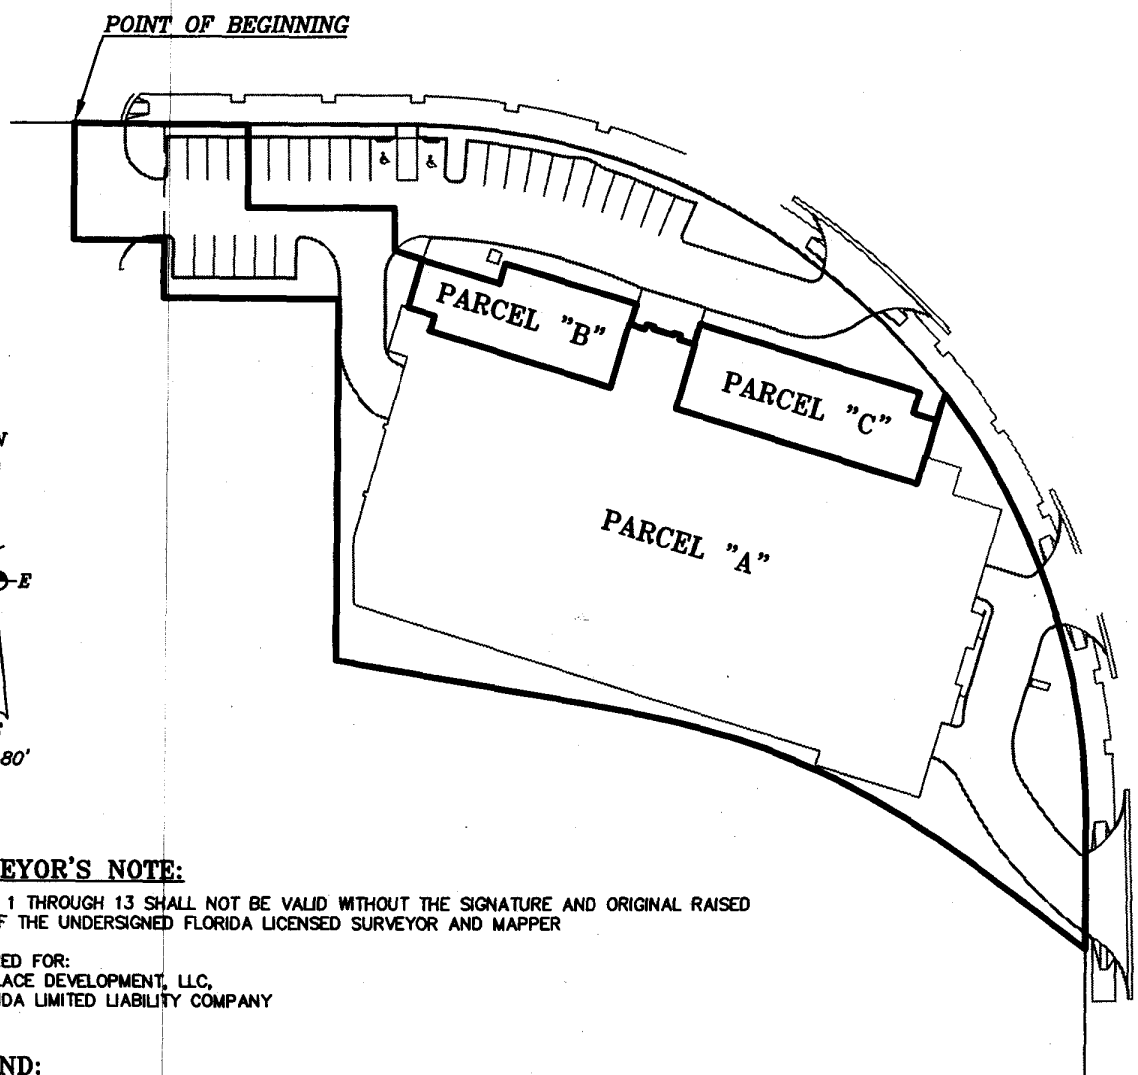 POINT OF BEGINNING
PARCEL "B"
PARCEL "C"
PARCEL "A"
E
80'
EYOR'S NOTE:
1 THROUGH 13 SHALL NOT BE VALID WITHOUT THE SIGNATURE AND ORIGINAL RAISED
F THE UNDERSIGNED FLORIDA LICENSED SURVEYOR AND MAPPER
ED FOR:
LACE DEVELOPMENT, LLC,
IDA LIMITED LIABILITY COMPANY
ND: